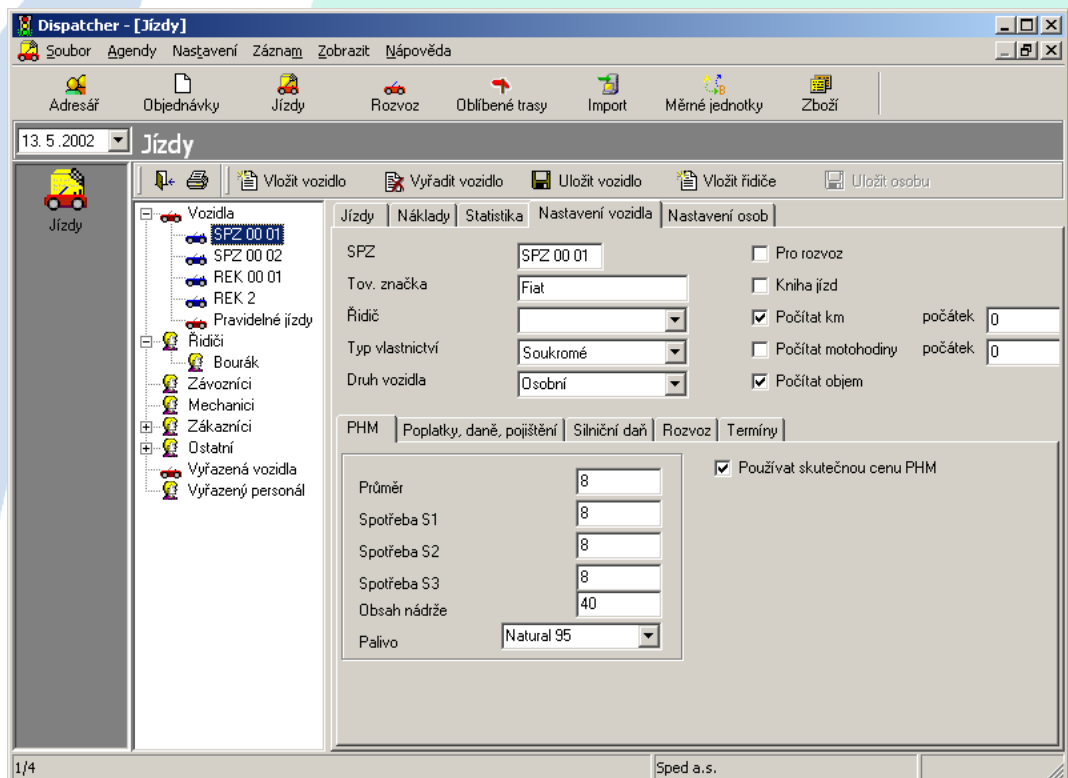 Dispatcher - [Jízdy]
Soubor Agendy Nastavení Záznam Zobrazit Nápověda
Adresář Objednávky Jízdy Rozvoz Oblíbené trasy Import Měrné jednotky Zboží
13. 5 .2002 Jízdy
Vložit vozidlo Vyřadit vozidlo Uložit vozidlo Vložit řidiče Uložit osobu
Jízdy
Vozidla
SPZ 00 01
SPZ 00 02
REK 00 01
REK 2
Pravidelné jízdy
Řidiči
Bourák
Závozníci
Mechanici
Zákazníci
Ostatní
Vyřazená vozidla
Vyřazený personál
Jízdy Náklady Statistika Nastavení vozidla Nastavení osob
SPZ SPZ 00 01 Pro rozvoz
Tov. značka Fiat Kniha jízd
Řidič Počítat km počátek 0
Typ vlastnictví Soukromé Počítat motohodiny počátek 0
Druh vozidla Osobní Počítat objem
PHM Poplatky, daně, pojištění Silniční daň Rozvoz Termíny
Průměr 8 Používat skutečnou cenu PHM
Spotřeba S1 8
Spotřeba S2 8
Spotřeba S3 8
Obsah nádrže 40
Palivo Natural 95
1/4 Sped a.s.